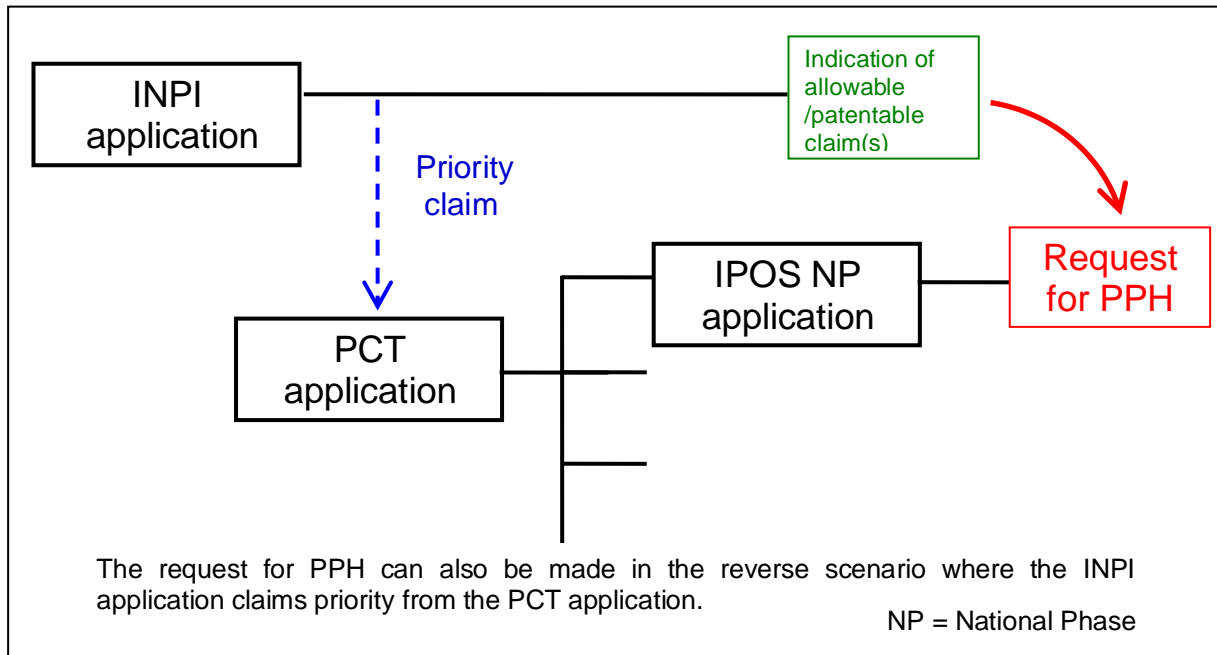 INPI
application
Indication of
allowable
/patentable
claim(s)
Priority
claim
IPOS NP
application
Request
for PPH
PCT
application
The request for PPH can also be made in the reverse scenario where the INPI
application claims priority from the PCT application.
NP = National Phase